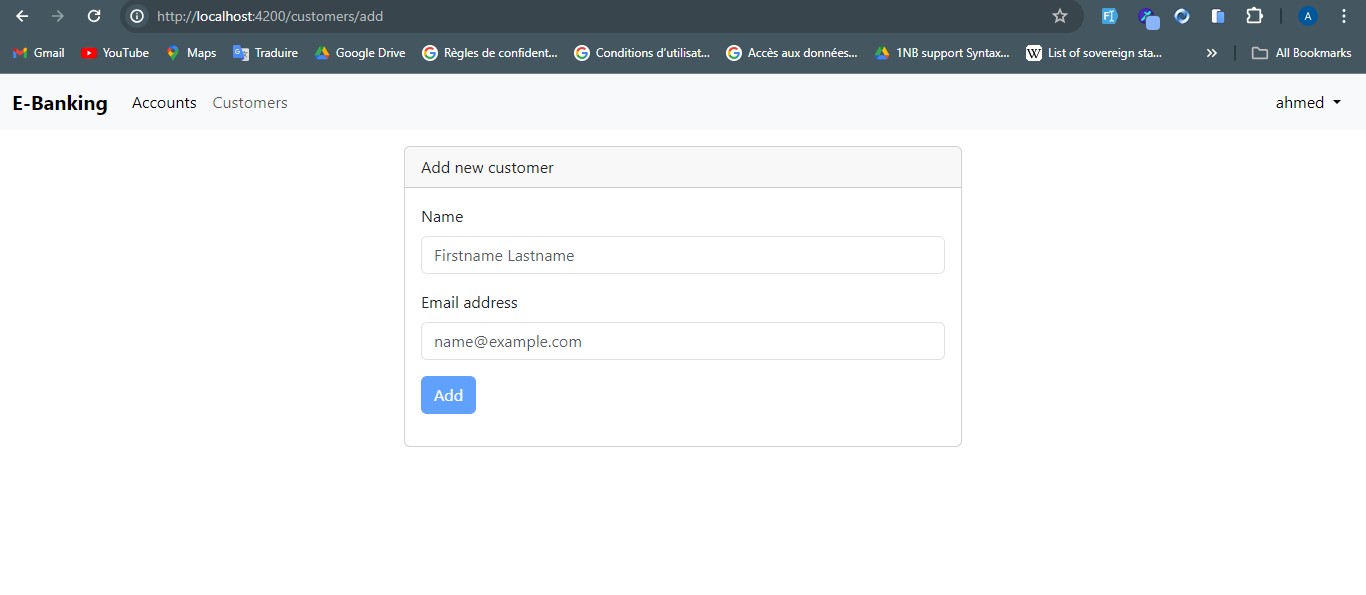 http://localhost:4200/customers/add
A
Gmail YouTube Maps Traduire Google Drive Règles de confident... Conditions d'utilisat... Accès aux données... 1NB support Syntax... List of sovereign sta... » All Bookmarks
E-Banking Accounts Customers ahmed
Add new customer
Name
Firstname Lastname
Email address
name@example.com
Add